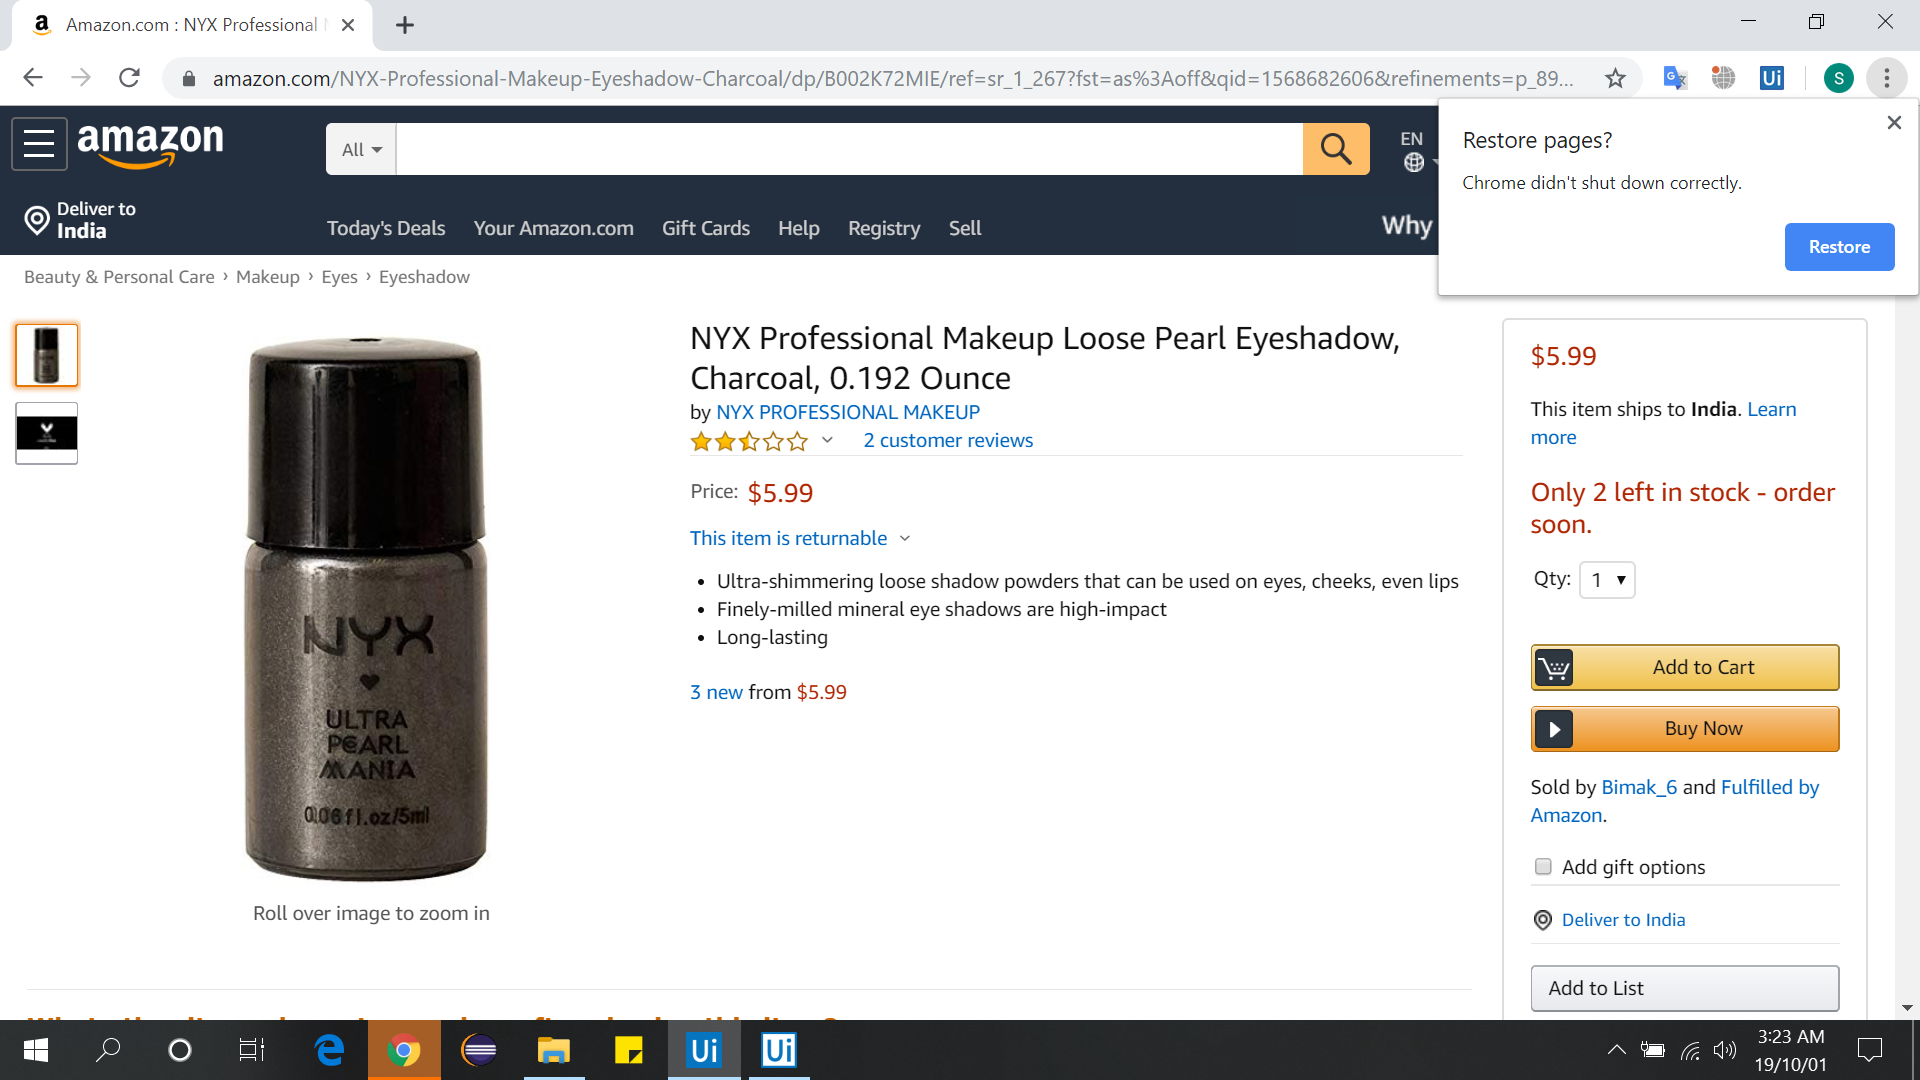 Amazon.com : NYX Professional
amazon.com/NYX-Professional-Makeup-Eyeshadow-Charcoal/dp/B002K72MIE/ref=sr_1_267?fst=as%3Aoff&qid=1568682606&refinements=p_89...
S
Restore pages?
Chrome didn't shut down correctly.
Restore
amazon
All
EN
Deliver to
India
Today's Deals
Your Amazon.com
Gift Cards
Help
Registry
Sell
Why
Beauty & Personal Care › Makeup › Eyes › Eyeshadow
NYX
ULTRA
PEARL
MANIA
0.06fl.oz/5ml
Roll over image to zoom in
NYX Professional Makeup Loose Pearl Eyeshadow,
Charcoal, 0.192 Ounce
by NYX PROFESSIONAL MAKEUP
2 customer reviews
Price: $5.99
This item is returnable
• Ultra-shimmering loose shadow powders that can be used on eyes, cheeks, even lips
• Finely-milled mineral eye shadows are high-impact
• Long-lasting
3 new from $5.99
$5.99
This item ships to India. Learn
more
Only 2 left in stock - order
soon.
Qty: 1
Add to Cart
Buy Now
Sold by Bimak_6 and Fulfilled by
Amazon.
Add gift options
Deliver to India
Add to List
Ui
Ui
3:23 AM
19/10/01